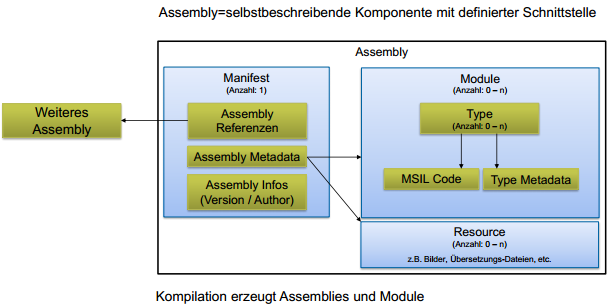 Assembly=selbstbeschreibende Komponente mit definierter Schnittstelle
Assembly
Manifest
(Anzahl: 1)
Assembly
Referenzen
Assembly Metadata
Assembly Infos
(Version / Author)
Weiteres
Assembly
Module
(Anzahl: 0 – n)
Type
(Anzahl: 0 – n)
MSIL Code
Type Metadata
Resource
(Anzahl: 0 – n)
z.B. Bilder, Übersetzungs-Dateien, etc.
Kompilation erzeugt Assemblies und Module